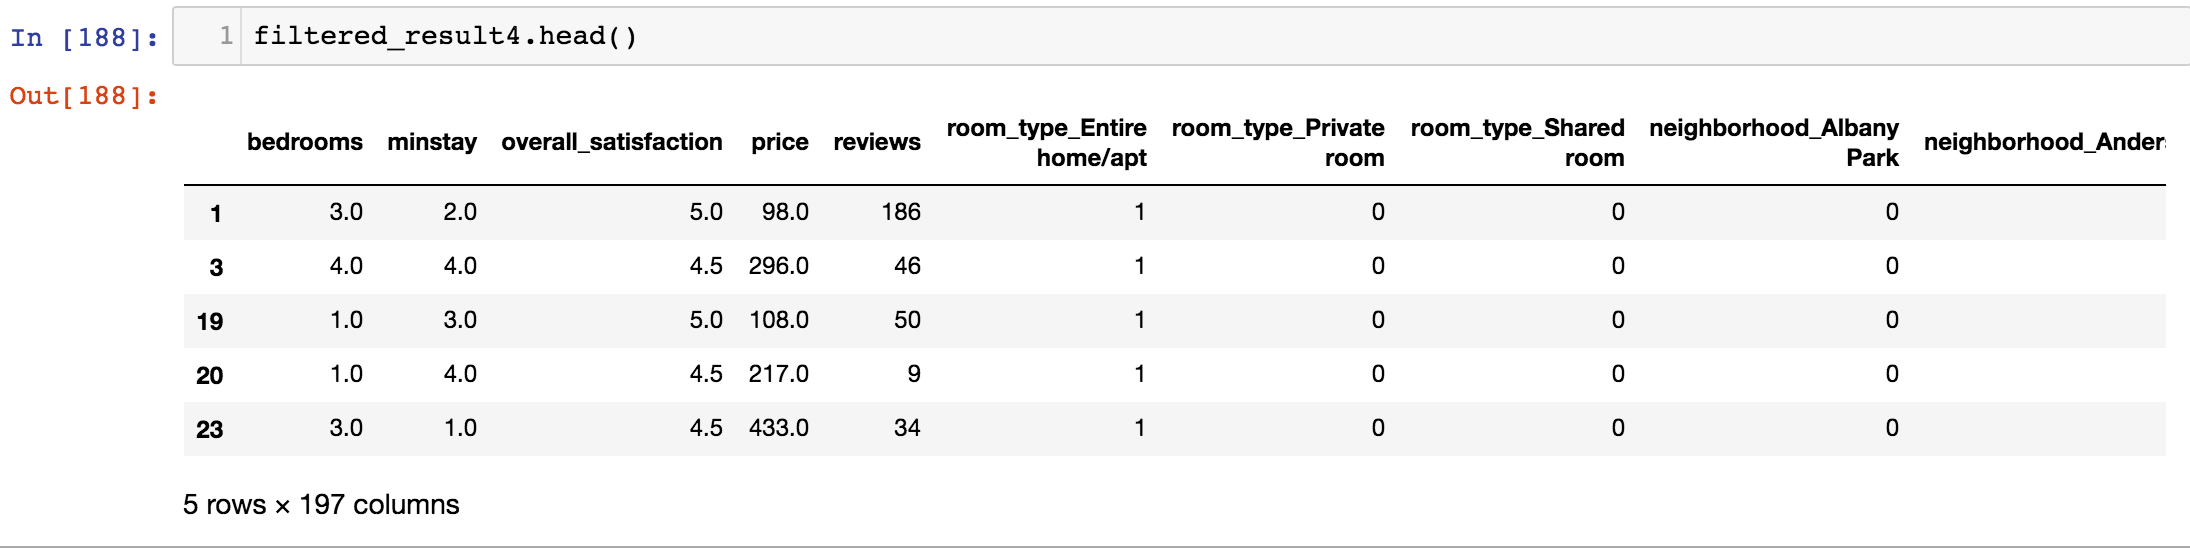 In [188]: 1 filtered_result4.head()
Out[188]:
bedrooms minstay overall_satisfaction price reviews room_type_Entire home/apt room_type_Private room room_type_Shared room neighborhood_Albany Park neighborhood_Ander
1 3.0 2.0 5.0 98.0 186 1 0 0 0
3 4.0 4.0 4.5 296.0 46 1 0 0 0
19 1.0 3.0 5.0 108.0 50 1 0 0 0
20 1.0 4.0 4.5 217.0 9 1 0 0 0
23 3.0 1.0 4.5 433.0 34 1 0 0 0
5 rows × 197 columns